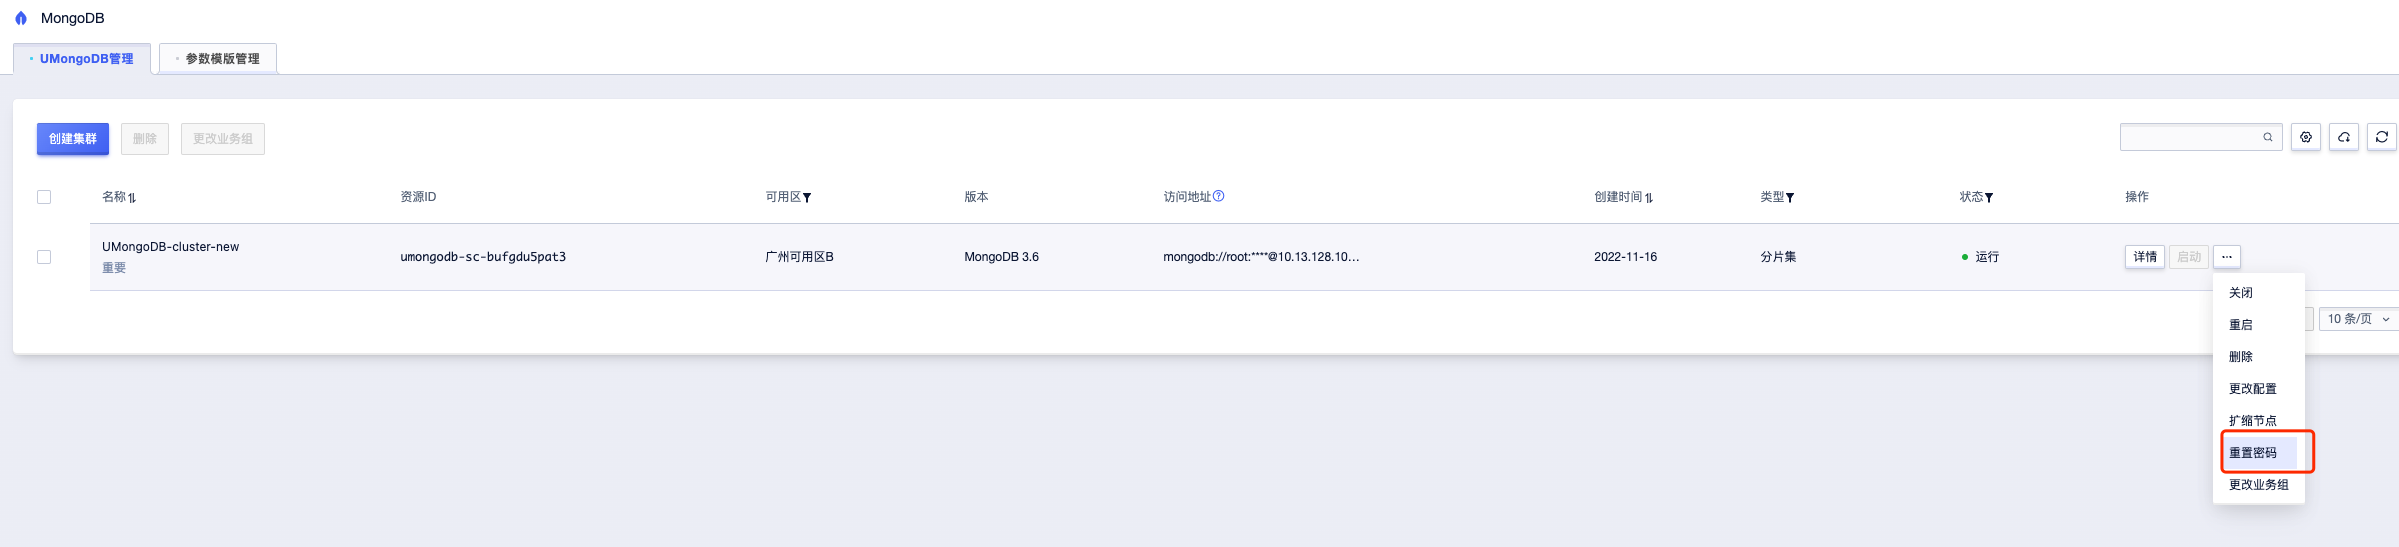 MongoDB
UMongoDB管理
参数模版管理
创建集群
删除
更改业务组
名称
资源ID
可用区
版本
访问地址
创建时间
类型
状态
操作
UMongoDB-cluster-new
重要
umongodb-sc-bufgdu5pat3
广州可用区B
MongoDB 3.6
mongodb://root:****@10.13.128.10...
2022-11-16
分片集
运行
详情
启动
...
关闭
重启
删除
更改配置
扩缩节点
重置密码
更改业务组
10 条/页